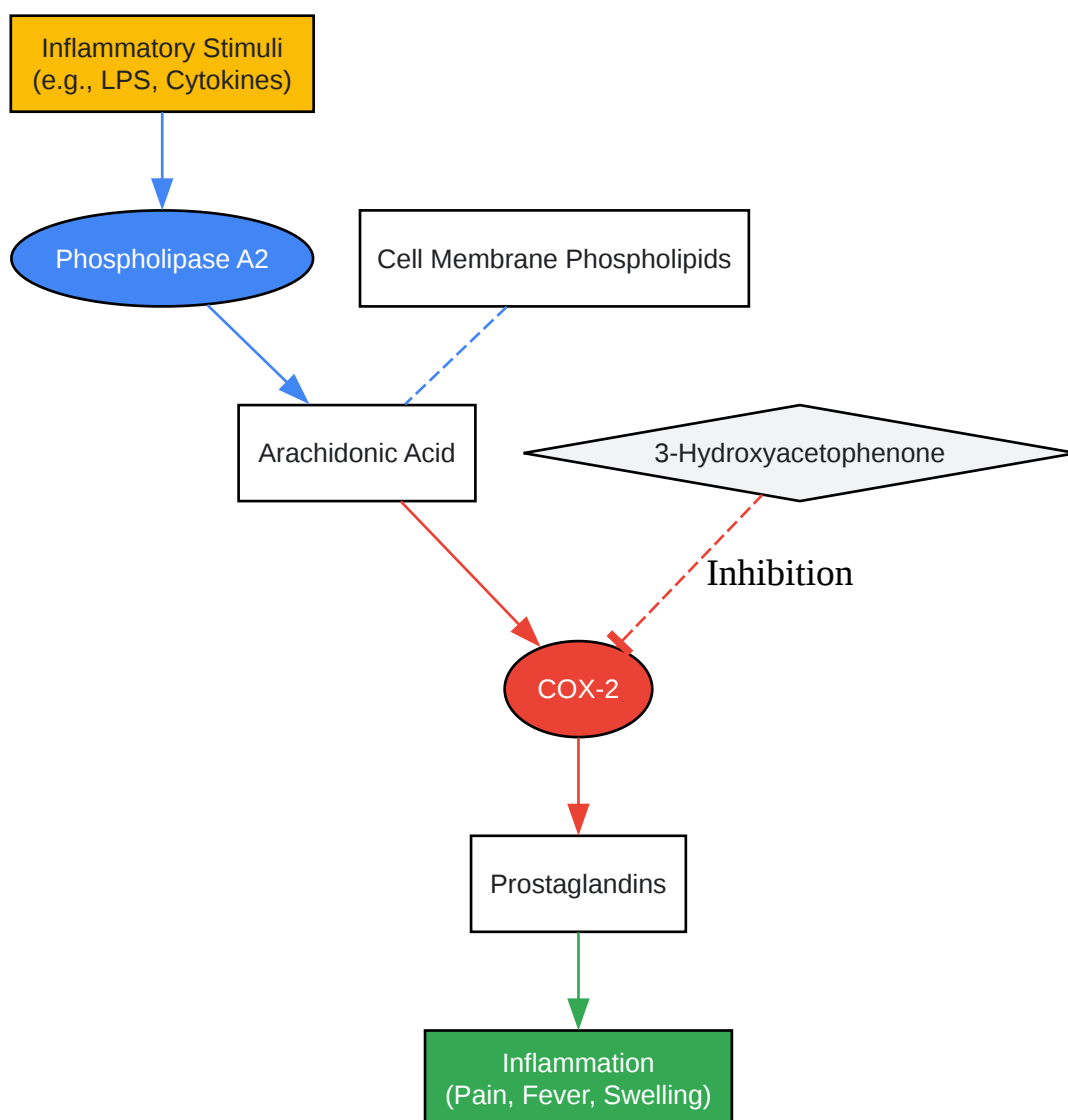 Inflammatory Stimuli
(e.g., LPS, Cytokines)
Phospholipase A2
Cell Membrane Phospholipids
Arachidonic Acid
3-Hydroxyacetophenone
Inhibition
COX-2
Prostaglandins
Inflammation
(Pain, Fever, Swelling)